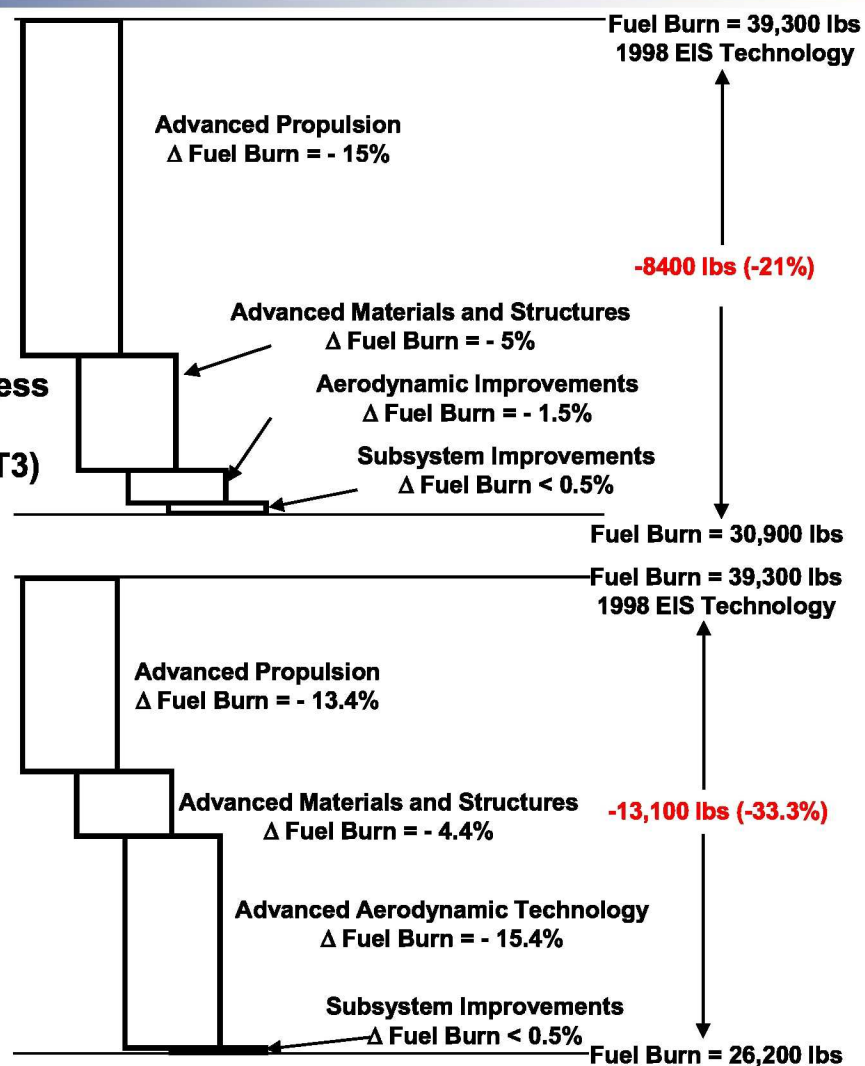 Fuel Burn = 39,300 lbs
1998 EIS Technology
Advanced Propulsion
Δ Fuel Burn = - 15%
-8400 lbs (-21%)
Advanced Materials and Structures
Δ Fuel Burn = - 5%
ess
Aerodynamic Improvements
Δ Fuel Burn = - 1.5%
T3)
Subsystem Improvements
Δ Fuel Burn < 0.5%
Fuel Burn = 30,900 lbs
Fuel Burn = 39,300 lbs
1998 EIS Technology
Advanced Propulsion
Δ Fuel Burn = - 13.4%
Advanced Materials and Structures
Δ Fuel Burn = - 4.4%
-13,100 lbs (-33.3%)
Advanced Aerodynamic Technology
Δ Fuel Burn = - 15.4%
Subsystem Improvements
Δ Fuel Burn < 0.5%
Fuel Burn = 26,200 lbs